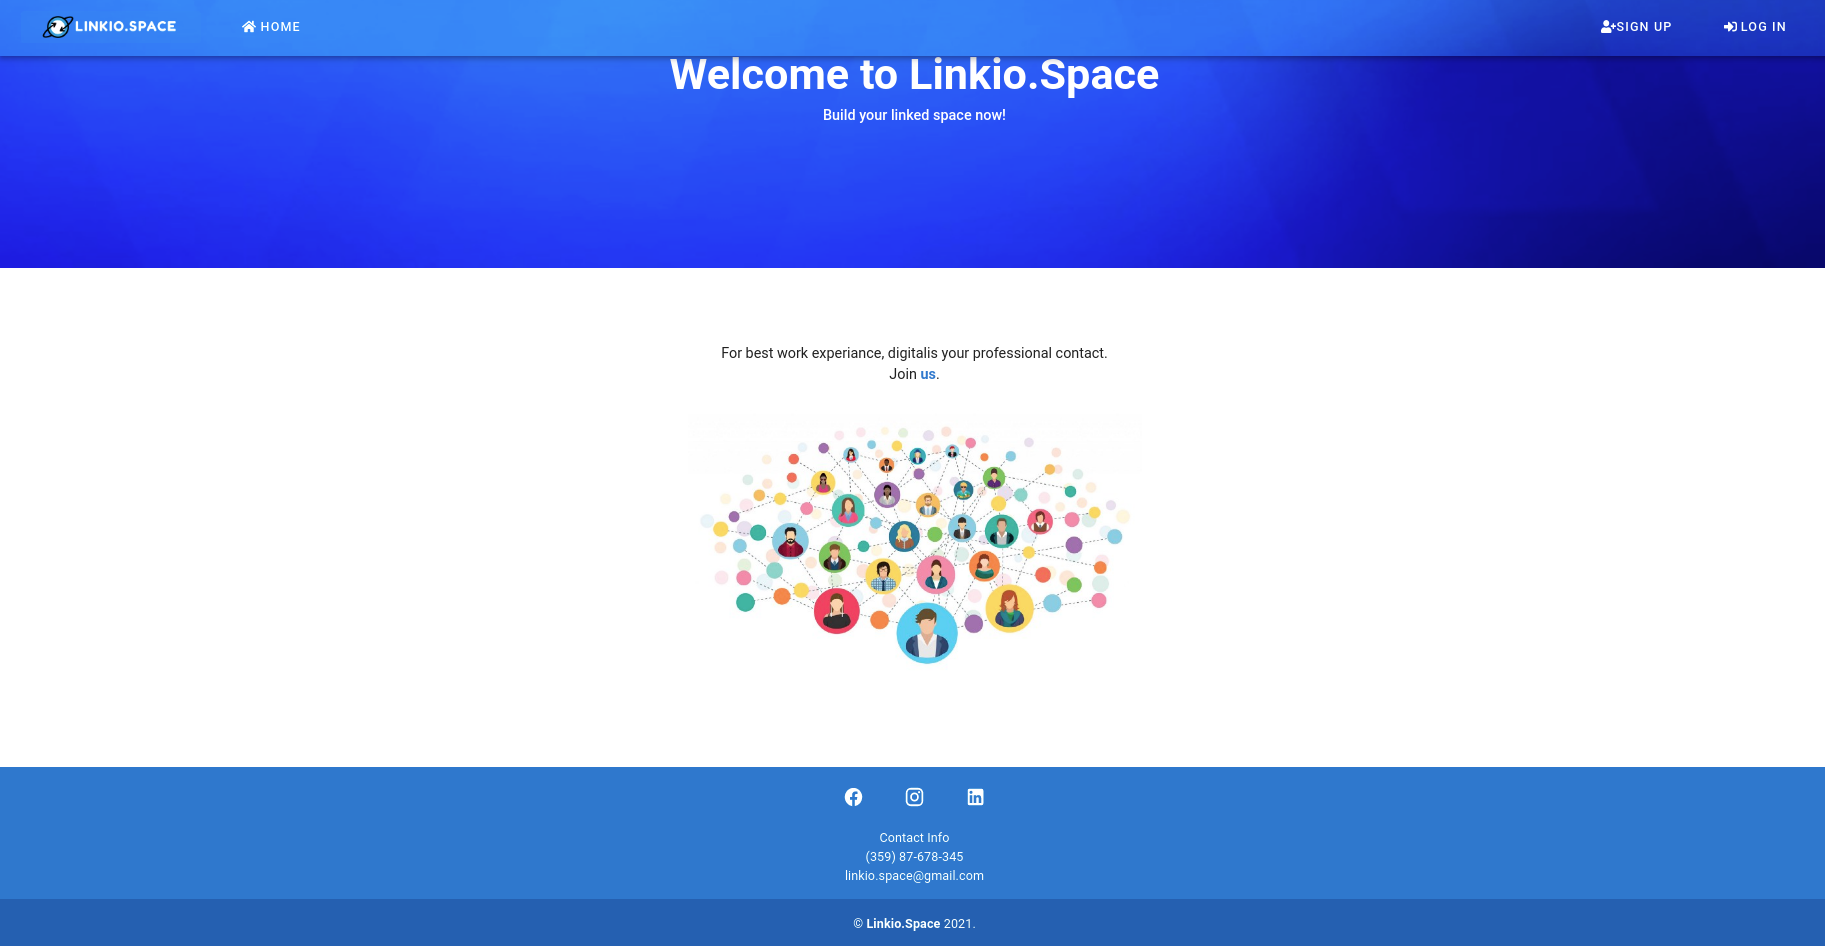 LINKIO.SPACE
HOME
SIGN UP
LOG IN
Welcome to Linkio.Space
Build your linked space now!
For best work experiance, digitalis your professional contact.
Join us.
Contact Info
(359) 87-678-345
linkio.space@gmail.com
© Linkio.Space 2021.